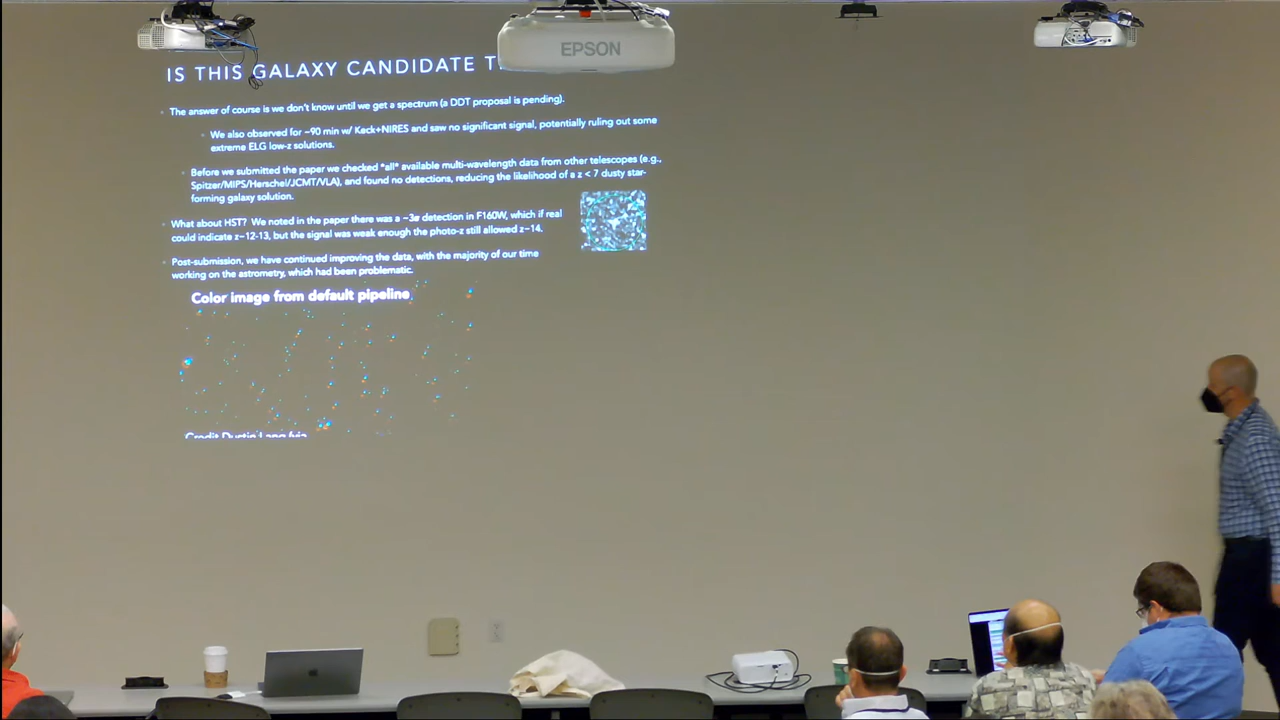 EPSON
IS THIS GALAXY CANDIDATE
The answer of course is we don't know until we get a spectrum (a DDT proposal is pending).
We also observed for ~90 min w/ Keck+NIRES and saw no significant signal, potentially ruling out some
extreme ELG low-z solutions.
Before we submitted the paper we checked *all* available multi-wavelength data from other telescopes (e.g.,
Spitzer/MIPS/Herschel/JCMT/VLA), and found no detections, reducing the likelihood of a z < 7 dusty star-
forming galaxy solution.
What about HST? We noted in the paper there was a ~3σ detection in F160W, which if real
could indicate z~12-13, but the signal was weak enough the photo-z still allowed z~14.
Post-submission, we have continued improving the data, with the majority of our time
working on the astrometry, which had been problematic.
Color image from default pipeline
Credit Dustin Lang (via